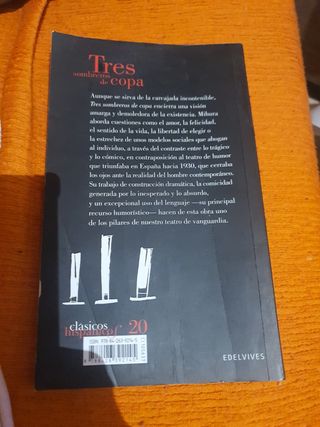 Tres
sombreros
de copa
Aunque se sirva de la carcajada incontenible,
Tres sombreros de copa encierra una visión
amarga y demoledora de la existencia. Mihura
aborda cuestiones como el amor, la felicidad,
el sentido de la vida, la libertad de elegir o
la estrechez de unos modelos sociales que ahogan
al individuo, a través del contraste entre lo trágico
y lo cómico, en contraposición al teatro de humor
que triunfaba en España hacia 1930, que cerraba
los ojos ante la realidad del hombre contemporáneo.
Su trabajo de construcción dramática, la comicidad
generada por lo inesperado y lo absurdo,
y un excepcional uso del lenguaje —su principal
recurso humorístico— hacen de esta obra uno
de los pilares de nuestro teatro de vanguardia.
clásicos
hispánicos 20
EDELVIVES